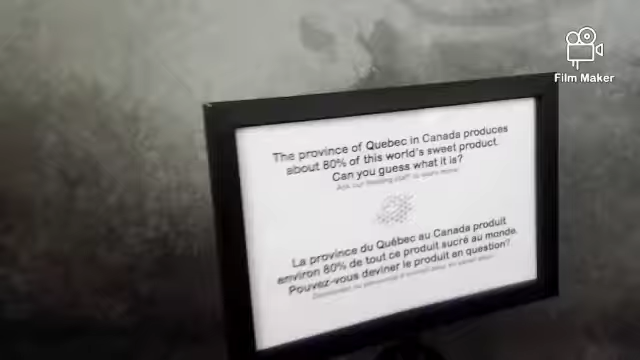 Film Maker
The province of Quebec in Canada produces
about 80% of this world's sweet product.
Can you guess what it is?
La province du Québec au Canada produit
environ 80% de tout ce produit sucré au monde.
Pouvez-vous deviner le produit en question?